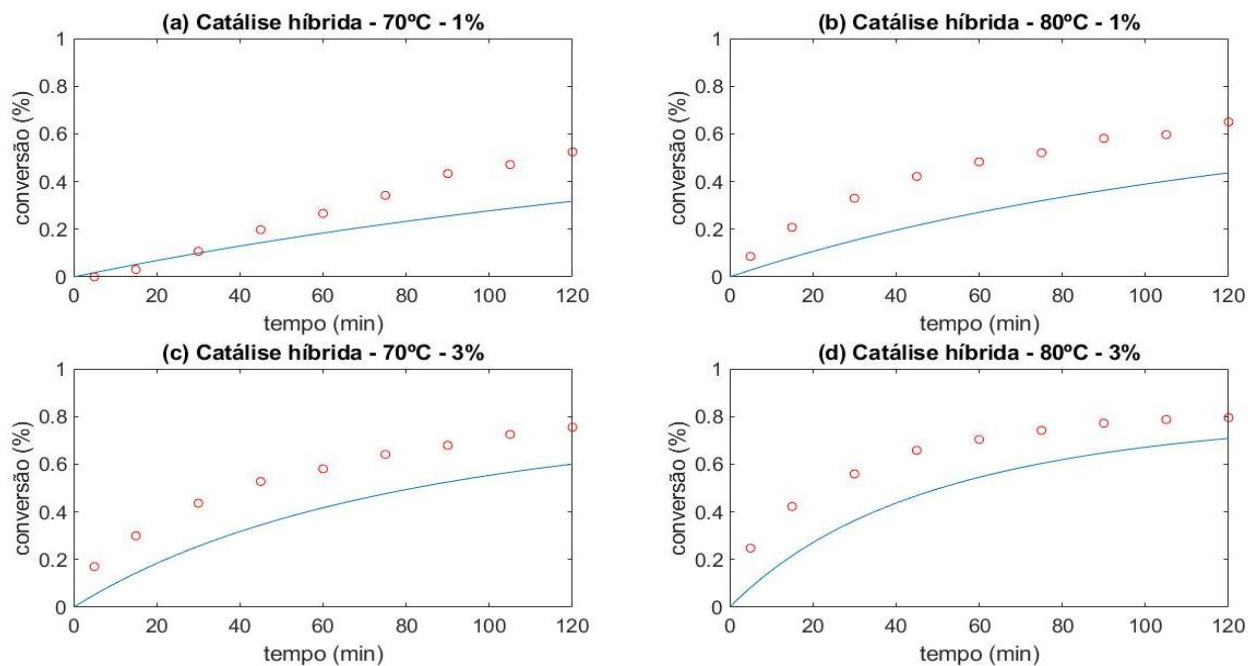 (a) Catálise híbrida - 70ºC - 1%
conversão (%)
1
0.8
0.6
0.4
0.2
0
0 20 40 60 80 100 120
tempo (min)
(b) Catálise híbrida - 80ºC - 1%
conversão (%)
1
0.8
0.6
0.4
0.2
0
0 20 40 60 80 100 120
tempo (min)
(c) Catálise híbrida - 70ºC - 3%
conversão (%)
1
0.8
0.6
0.4
0.2
0
0 20 40 60 80 100 120
tempo (min)
(d) Catálise híbrida - 80ºC - 3%
conversão (%)
1
0.8
0.6
0.4
0.2
0
0 20 40 60 80 100 120
tempo (min)